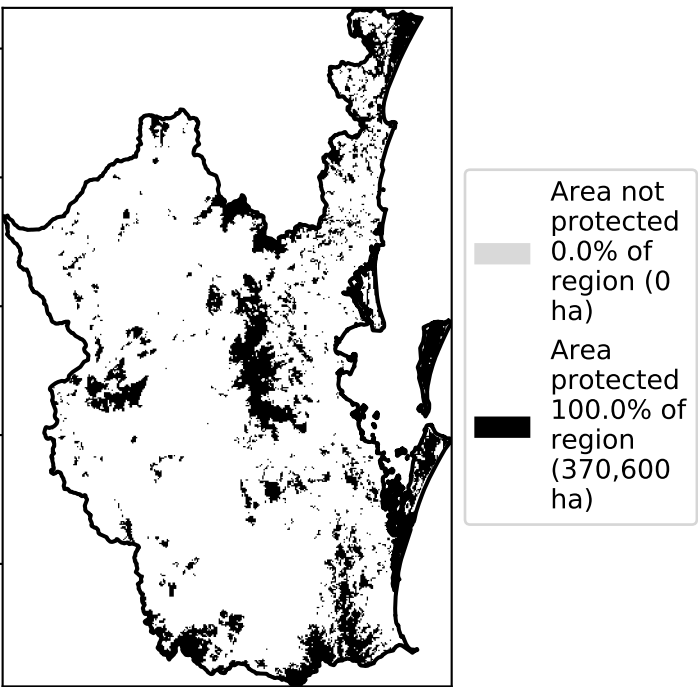 Area not
protected
0.0% of
region (0
ha)
Area
protected
100.0% of
region
(370,600
ha)